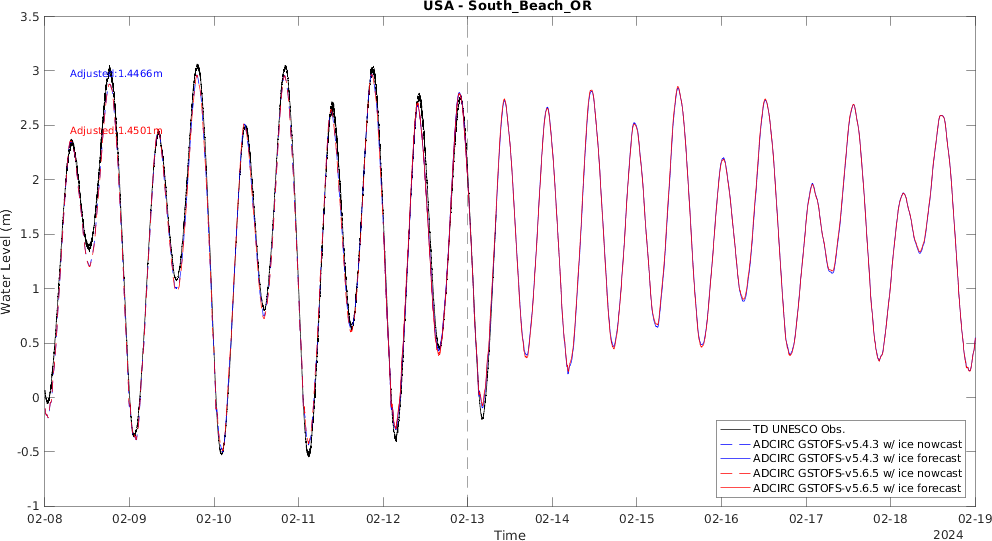 USA - South_Beach_OR
3.5
3
2.5
2
1.5
1
0.5
0
-0.5
-1
Water Level (m)
Adjusted:1.4466m
Adjusted:1.4501m
TD UNESCO Obs.
ADCIRC GSTOFS-v5.4.3 w/ ice nowcast
ADCIRC GSTOFS-v5.4.3 w/ ice forecast
ADCIRC GSTOFS-v5.6.5 w/ ice nowcast
ADCIRC GSTOFS-v5.6.5 w/ ice forecast
02-08 02-09 02-10 02-11 02-12 02-13 02-14 02-15 02-16 02-17 02-18 02-19
Time
2024